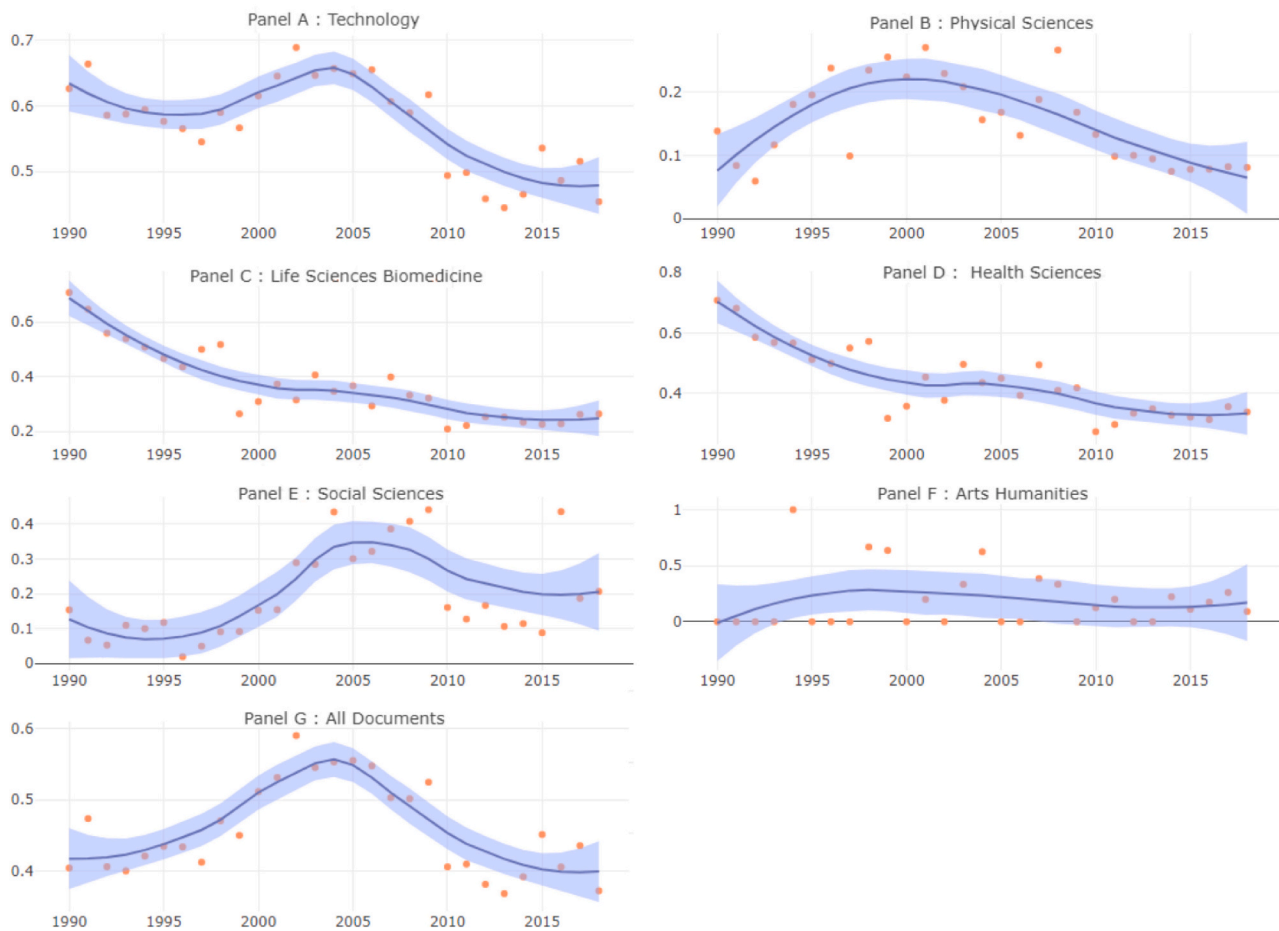 Panel A : Technology
0.7
0.6
0.5
1990 1995 2000 2005 2010 2015
Panel B : Physical Sciences
0.2
0.1
0
1990 1995 2000 2005 2010 2015
Panel C : Life Sciences Biomedicine
0.6
0.4
0.2
1990 1995 2000 2005 2010 2015
Panel D :  Health Sciences
0.8
0.6
0.4
1990 1995 2000 2005 2010 2015
Panel E : Social Sciences
0.4
0.3
0.2
0.1
0
1990 1995 2000 2005 2010 2015
Panel F : Arts Humanities
1
0.5
0
1990 1995 2000 2005 2010 2015
Panel G : All Documents
0.6
0.5
0.4
1990 1995 2000 2005 2010 2015